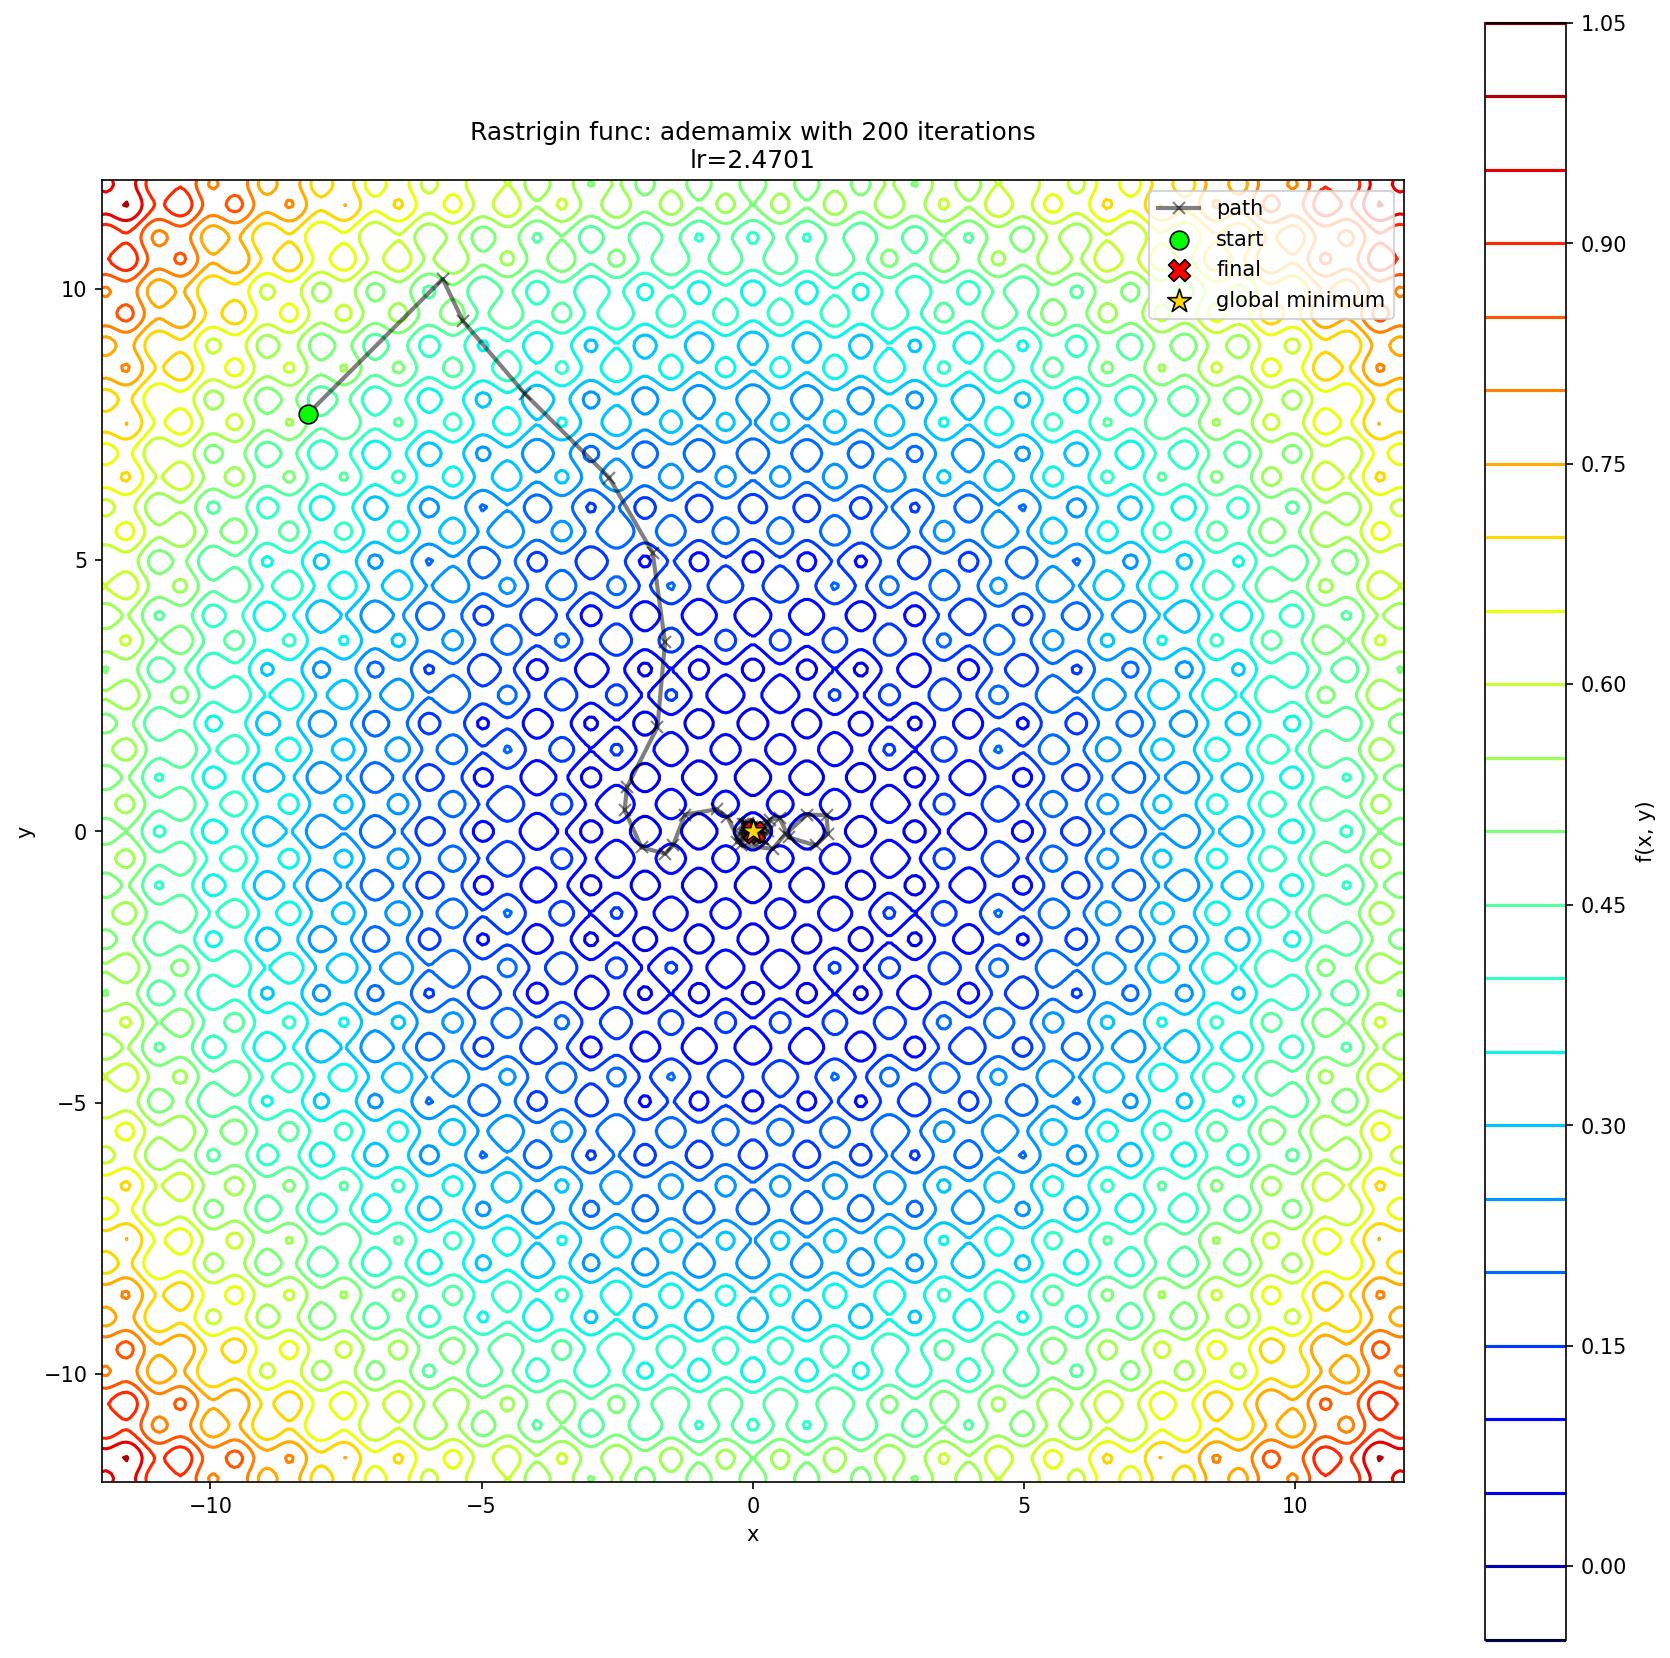 Rastrigin func: ademamix with 200 iterations
lr=2.4701
path
start
final
global minimum
10
5
0
−5
−10
y
−10
−5
0
5
10
x
1.05
0.90
0.75
0.60
0.45
0.30
0.15
0.00
f(x, y)